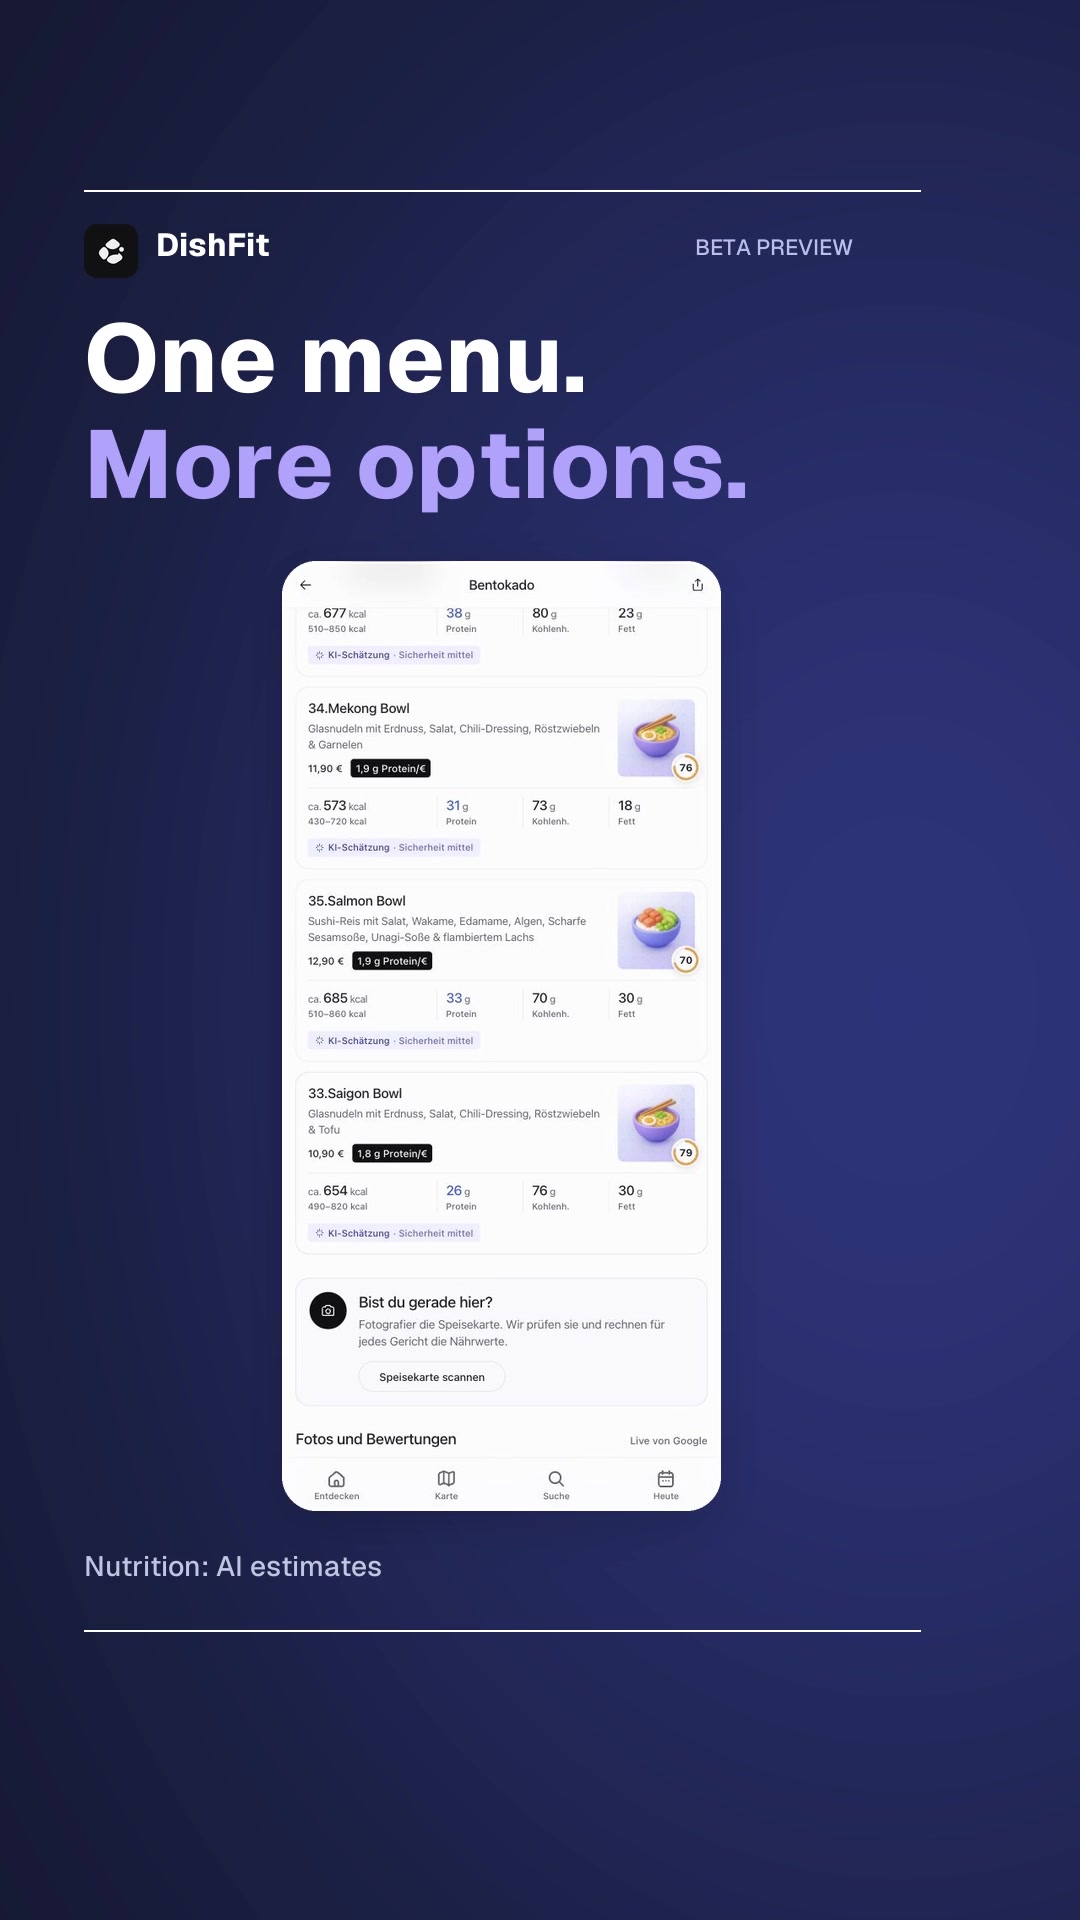 DishFit
BETA PREVIEW
One menu.
More options.
Bentokado
ca. 677 kcal
510–850 kcal
38 g
Protein
80 g
Kohlenh.
23 g
Fett
KI-Schätzung · Sicherheit mittel
34.Mekong Bowl
Glasnudeln mit Erdnuss, Salat, Chili-Dressing, Röstzwiebeln
& Garnelen
11,90 € 1,9 g Protein/€
76
ca. 573 kcal
430–720 kcal
31 g
Protein
73 g
Kohlenh.
18 g
Fett
KI-Schätzung · Sicherheit mittel
35.Salmon Bowl
Sushi-Reis mit Salat, Wakame, Edamame, Algen, Scharfe
Sesamsoße, Unagi-Soße & flambiertem Lachs
12,90 € 1,9 g Protein/€
70
ca. 685 kcal
510–860 kcal
33 g
Protein
70 g
Kohlenh.
30 g
Fett
KI-Schätzung · Sicherheit mittel
33.Saigon Bowl
Glasnudeln mit Erdnuss, Salat, Chili-Dressing, Röstzwiebeln
& Tofu
10,90 € 1,8 g Protein/€
79
ca. 654 kcal
490–820 kcal
26 g
Protein
76 g
Kohlenh.
30 g
Fett
KI-Schätzung · Sicherheit mittel
Bist du gerade hier?
Fotografier die Speisekarte. Wir prüfen sie und rechnen für
jedes Gericht die Nährwerte.
Speisekarte scannen
Fotos und Bewertungen
Live von Google
Entdecken
Karte
Suche
Heute
Nutrition: AI estimates